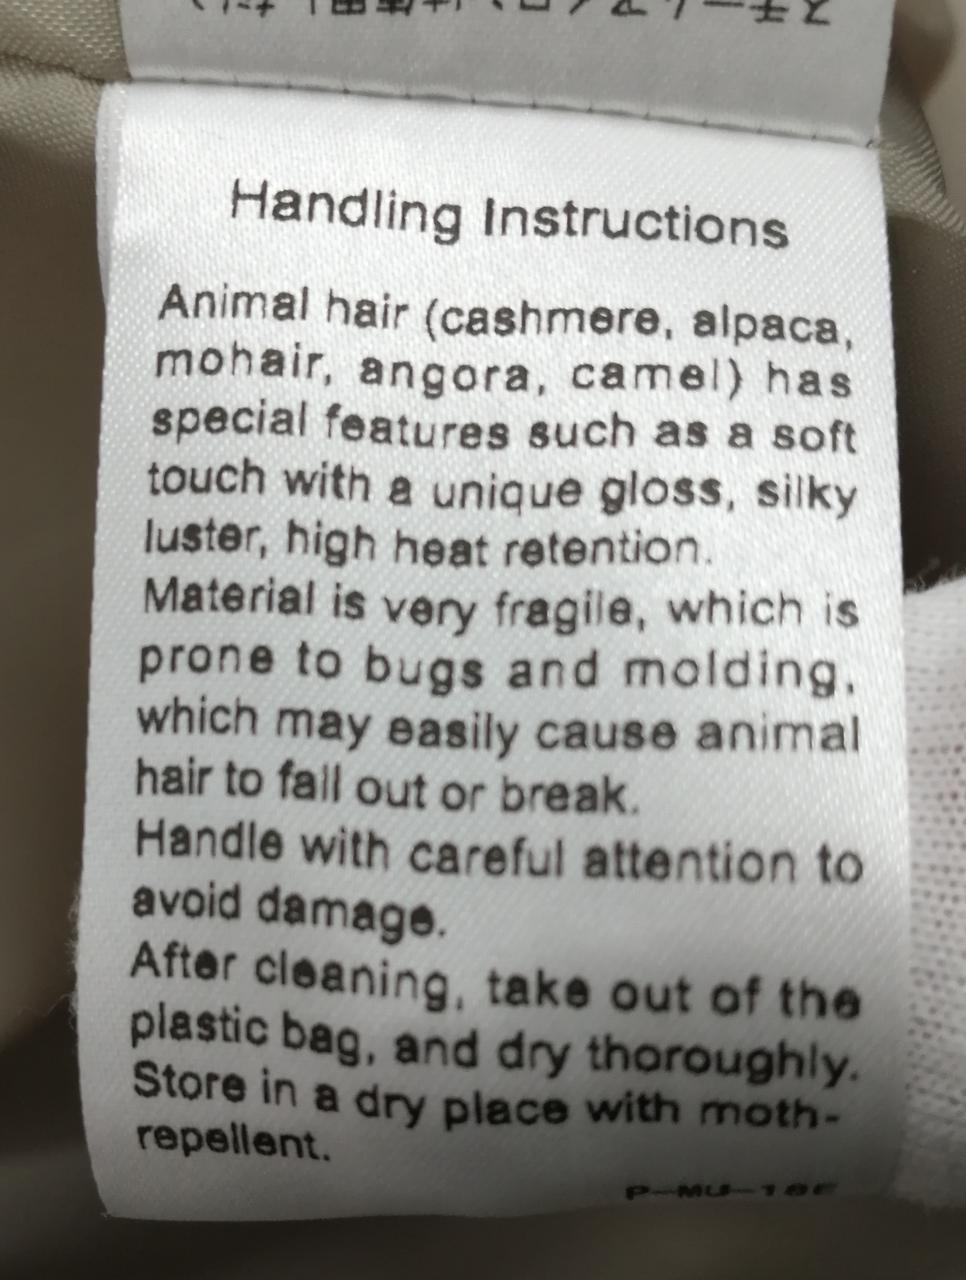 Handling Instructions
Animal hair (cashmere, alpaca,
mohair, angora, camel) has
special features such as a soft
touch with a unique gloss, silky
luster, high heat retention.
Material is very fragile, which is
prone to bugs and molding,
which may easily cause animal
hair to fall out or break.
Handle with careful attention to
avoid damage.
After cleaning, take out of the
plastic bag, and dry thoroughly.
Store in a dry place with moth-
repellent.